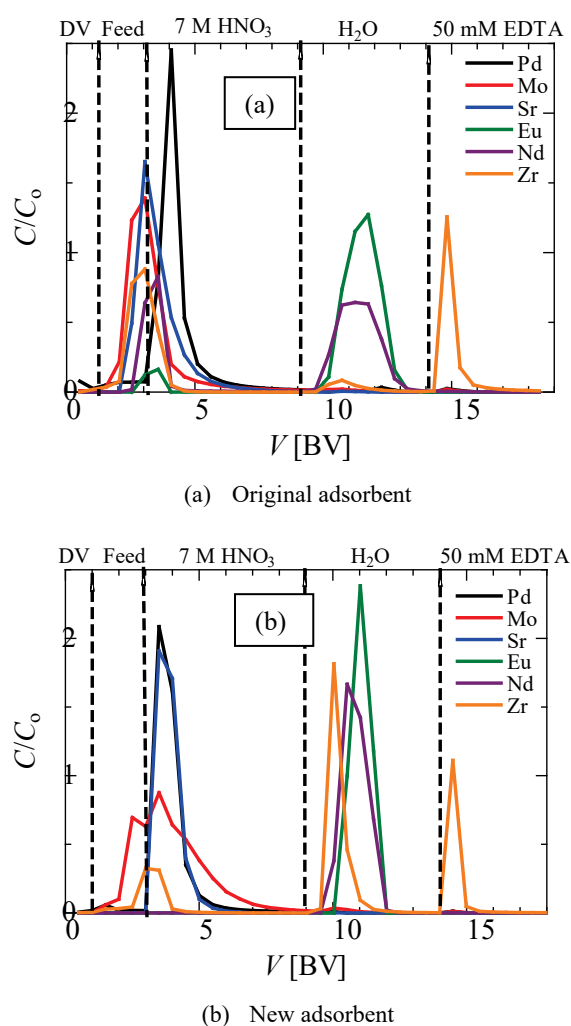 DV Feed 7 M HNO₃ H₂O 50 mM EDTA
(a)
Pd
Mo
Sr
Eu
Nd
Zr
2
1
0
C/Cₒ
0 5 10 15
V [BV]
(a) Original adsorbent
DV Feed 7 M HNO₃ H₂O 50 mM EDTA
(b)
Pd
Mo
Sr
Eu
Nd
Zr
2
1
0
C/Cₒ
0 5 10 15
V [BV]
(b) New adsorbent